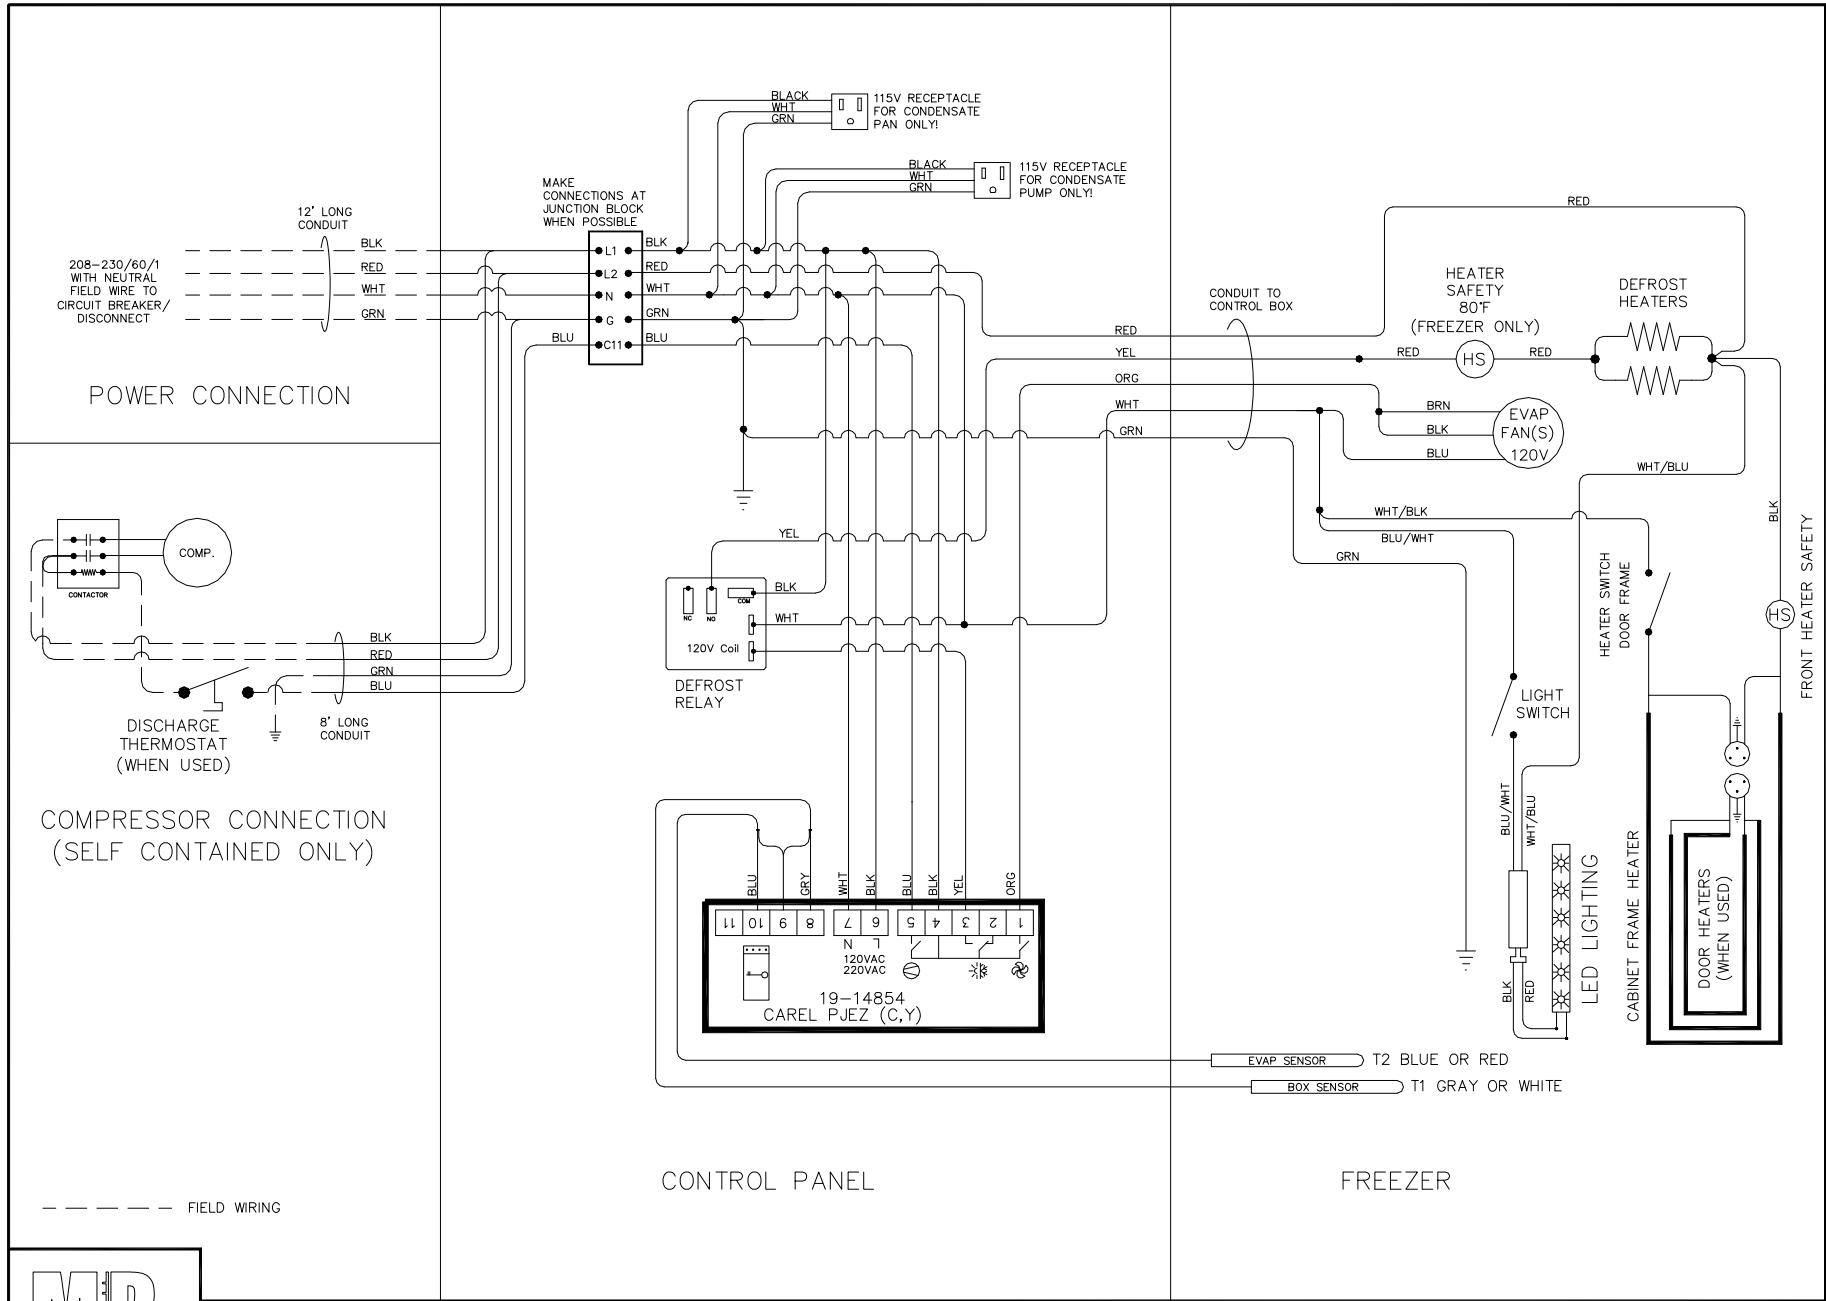 BLACK
WHT
GRN
115V RECEPTACLE
FOR CONDENSATE
PAN ONLY!
BLACK
WHT
GRN
115V RECEPTACLE
FOR CONDENSATE
PUMP ONLY!
MAKE
CONNECTIONS AT
JUNCTION BLOCK
WHEN POSSIBLE
12' LONG
CONDUIT
208-230/60/1
WITH NEUTRAL
FIELD WIRE TO
CIRCUIT BREAKER/
DISCONNECT
BLK
RED
WHT
GRN
BLU
L1
L2
N
G
C11
BLK
RED
WHT
GRN
BLU
POWER CONNECTION
CONDUIT TO
CONTROL BOX
RED
YEL
ORG
WHT
GRN
RED
HEATER
SAFETY
80°F
(FREEZER ONLY)
DEFROST
HEATERS
RED
HS
RED
BRN
BLK
BLU
EVAP
FAN(S)
120V
WHT/BLU
WHT/BLK
BLU/WHT
GRN
BLK
HEATER SWITCH
DOOR FRAME
HS
FRONT HEATER SAFETY
COMP.
CONTACTOR
BLK
RED
GRN
BLU
8' LONG
CONDUIT
DISCHARGE
THERMOSTAT
(WHEN USED)
COMPRESSOR CONNECTION
(SELF CONTAINED ONLY)
YEL
BLK
WHT
NC
NO
COM
120V Coil
DEFROST
RELAY
LIGHT
SWITCH
BLU/WHT
WHT/BLU
BLK
RED
LED LIGHTING
CABINET FRAME HEATER
DOOR HEATERS
(WHEN USED)
BLU
GRY
WHT
BLK
BLU
BLK
YEL
ORG
11 10 9 8 7 6 5 4 3 2 1
N L
120VAC
220VAC
19-14854
CAREL PJEZ (C,Y)
EVAP SENSOR
T2 BLUE OR RED
BOX SENSOR
T1 GRAY OR WHITE
CONTROL PANEL
FREEZER
FIELD WIRING